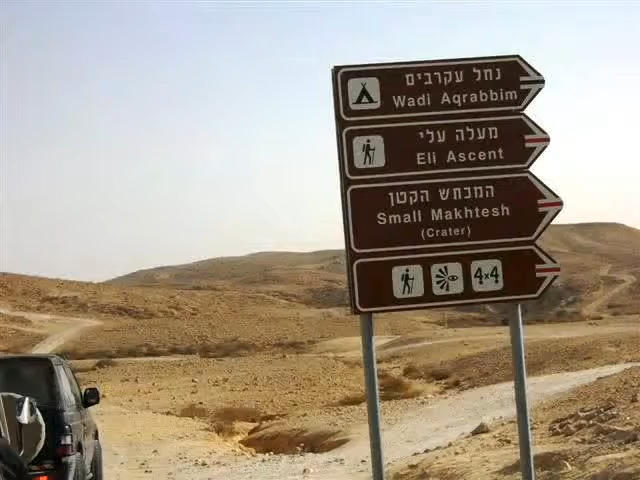 נחל עקרבים
Wadi Aqrabbim
מעלה עלי
Eli Ascent
המכתש הקטן
Small Makhtesh
(Crater)
4x4